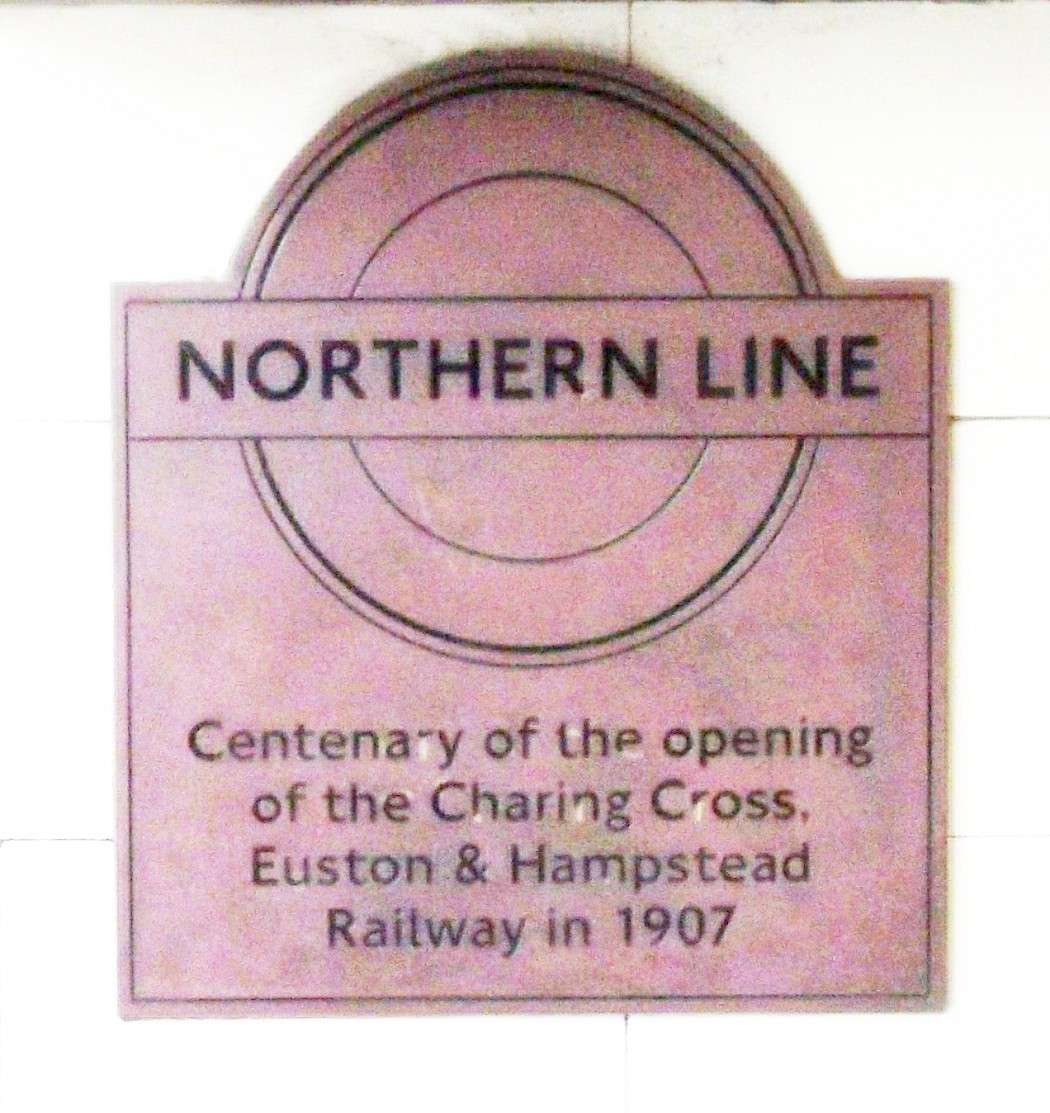 NORTHERN LINE
Centenary of the opening
of the Charing Cross,
Euston & Hampstead
Railway in 1907